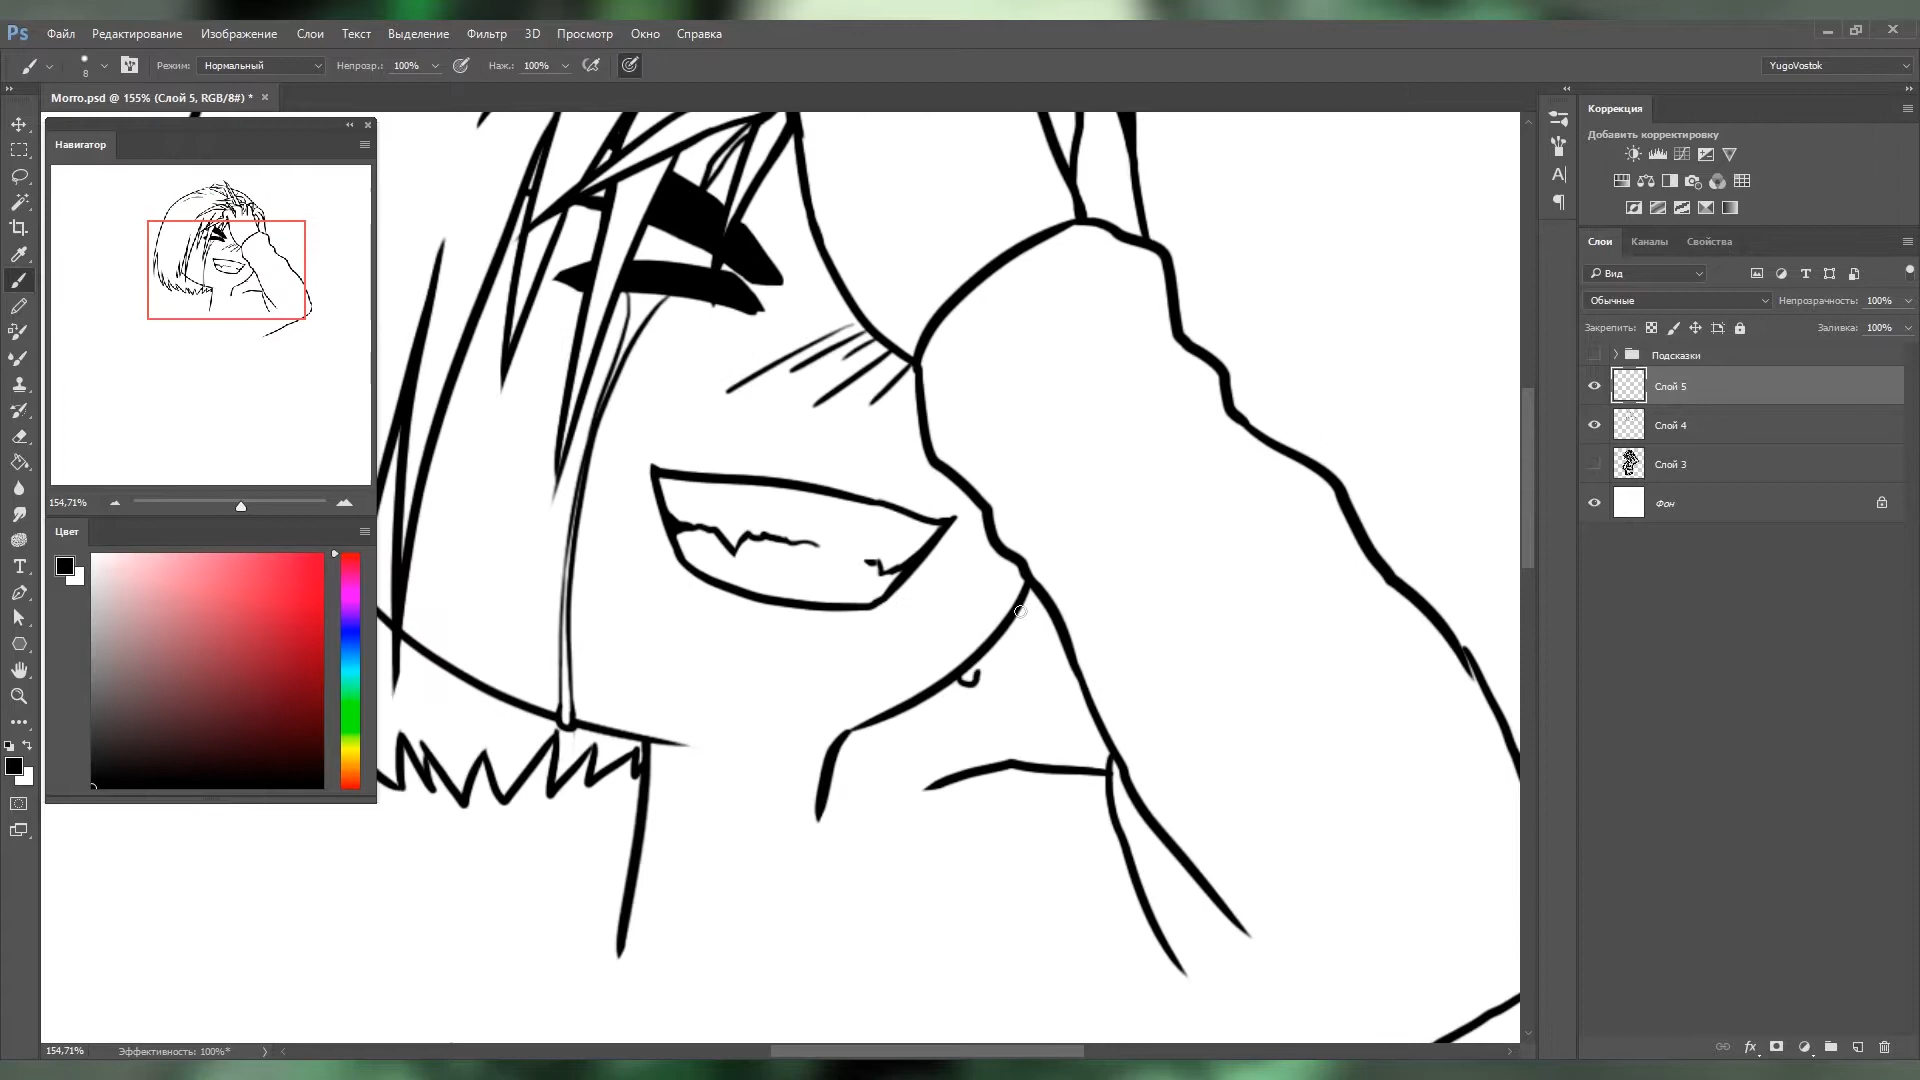 Ps Файл Редактирование Изображение Слои Текст Выделение Фильтр 3D Просмотр Окно Справка
8 Режим: Нормальный Непрозр.: 100% Наж.: 100% YugoVostok
Morro.psd @ 155% (Слой 5, RGB/8#) * ×
Навигатор
154,71%
Цвет
Коррекция
Добавить корректировку
Слои Каналы Свойства
Вид
Обычные Непрозрачность: 100%
Закрепить: Заливка: 100%
Подсказки
Слой 5
Слой 4
Слой 3
Фон
154,71% Эффективность: 100%*